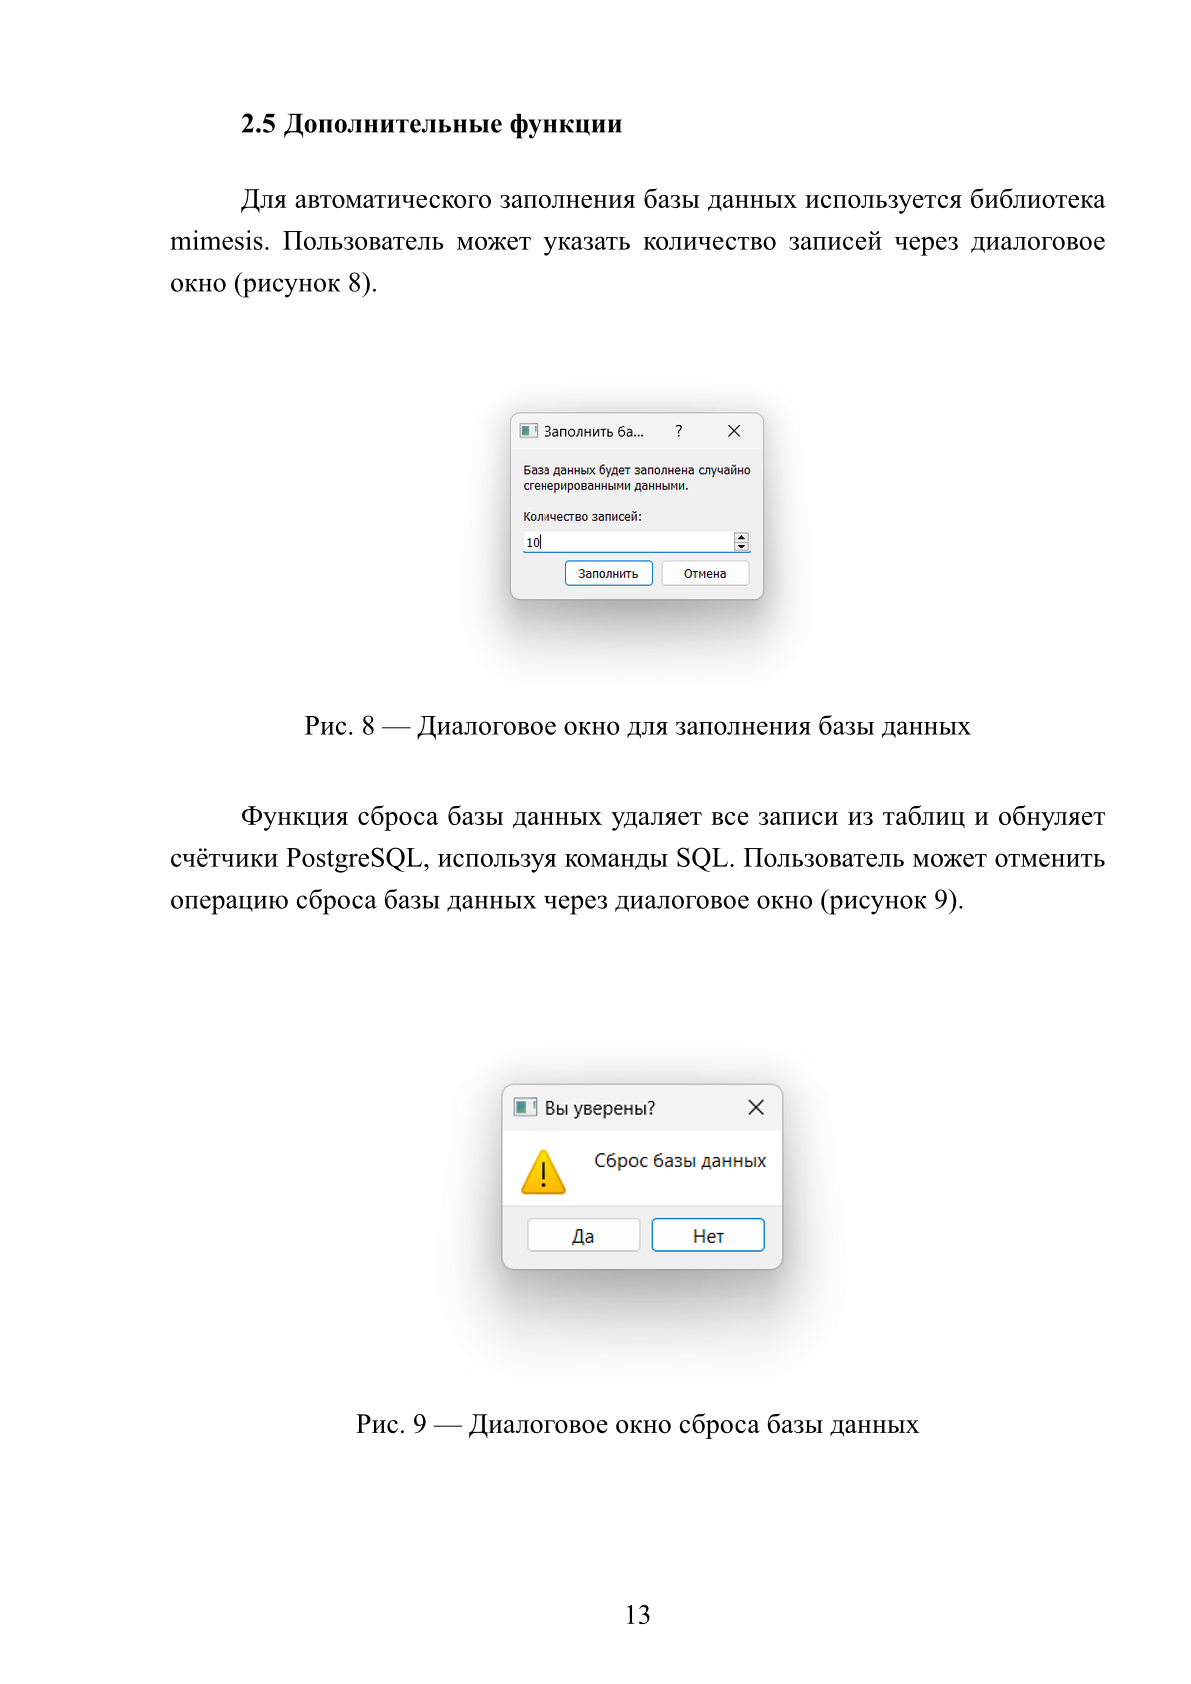 2.5 Дополнительные функции
Для автоматического заполнения базы данных используется библиотека
mimesis. Пользователь может указать количество записей через диалоговое
окно (рисунок 8).
Заполнить ба... ?
База данных будет заполнена случайно
сгенерированными данными.
Количество записей:
10
Заполнить Отмена
Рис. 8 — Диалоговое окно для заполнения базы данных
Функция сброса базы данных удаляет все записи из таблиц и обнуляет
счётчики PostgreSQL, используя команды SQL. Пользователь может отменить
операцию сброса базы данных через диалоговое окно (рисунок 9).
Вы уверены?
Сброс базы данных
Да Нет
Рис. 9 — Диалоговое окно сброса базы данных
13